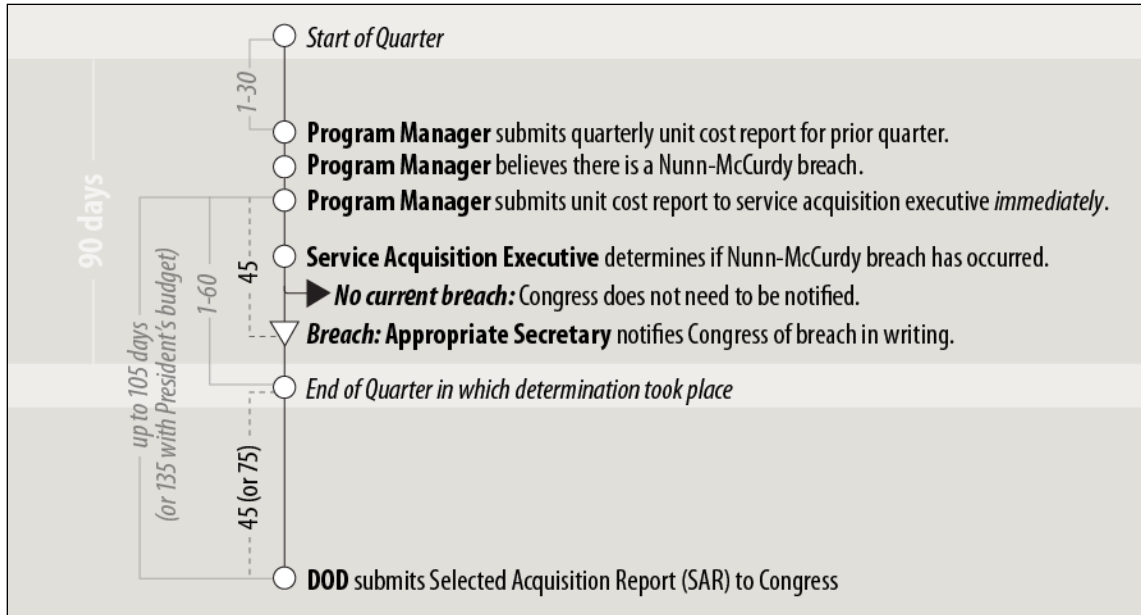 Start of Quarter
1-30
Program Manager submits quarterly unit cost report for prior quarter.
Program Manager believes there is a Nunn-McCurdy breach.
Program Manager submits unit cost report to service acquisition executive immediately.
90 days
Service Acquisition Executive determines if Nunn-McCurdy breach has occurred.
45
1-60
No current breach: Congress does not need to be notified.
Breach: Appropriate Secretary notifies Congress of breach in writing.
up to 105 days
(or 135 with President's budget)
End of Quarter in which determination took place
45 (or 75)
DOD submits Selected Acquisition Report (SAR) to Congress